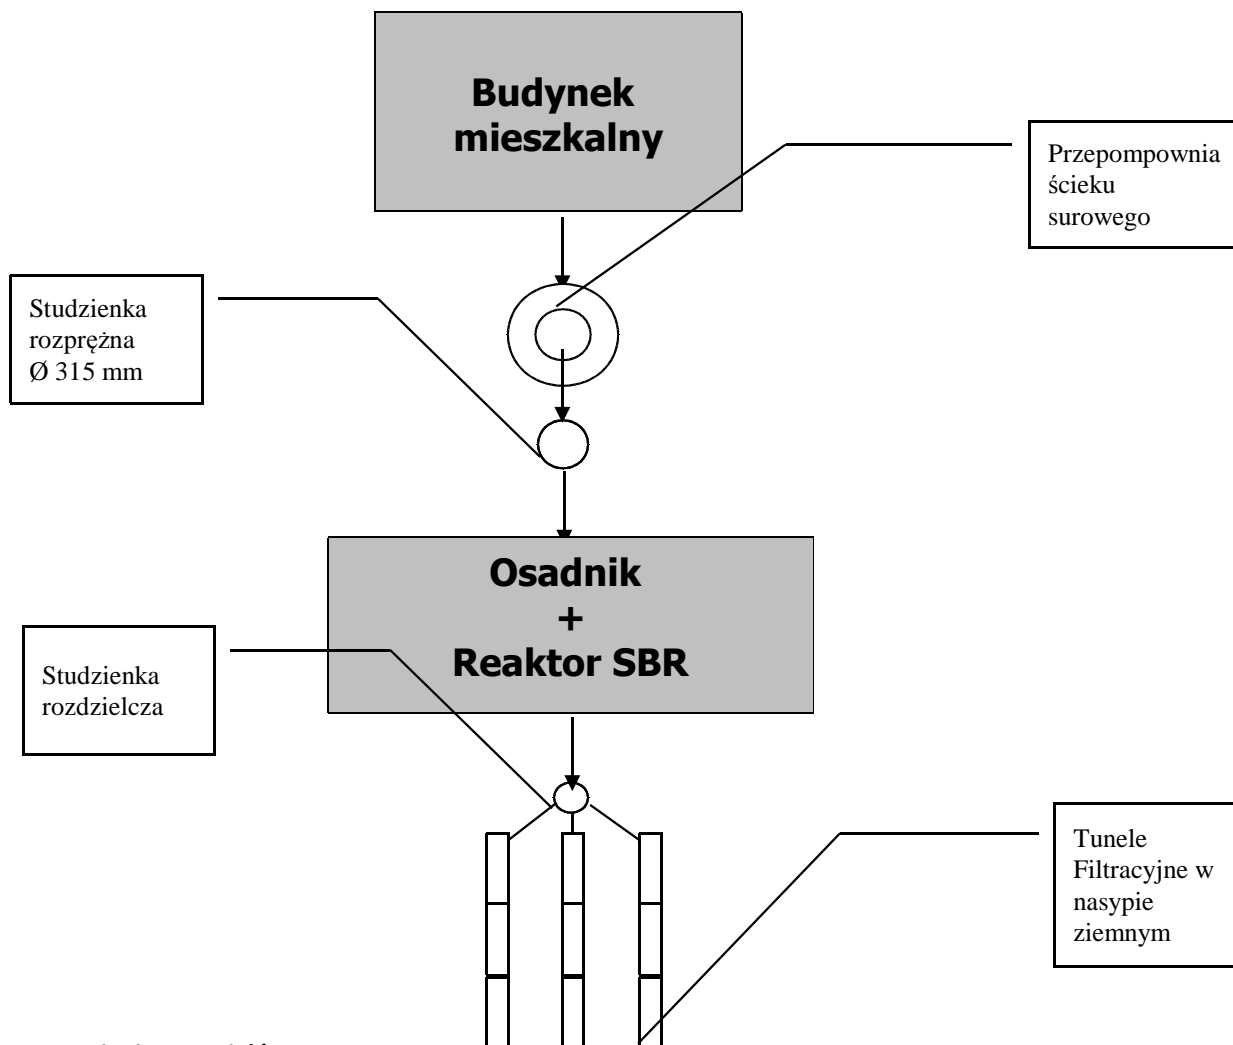 Budynek
mieszkalny
Przepompownia
ścieku
surowego
Studzienka
rozprężna
Ø 315 mm
Osadnik
+
Reaktor SBR
Studzienka
rozdzielcza
Tunele
Filtracyjne w
nasypie
ziemnym